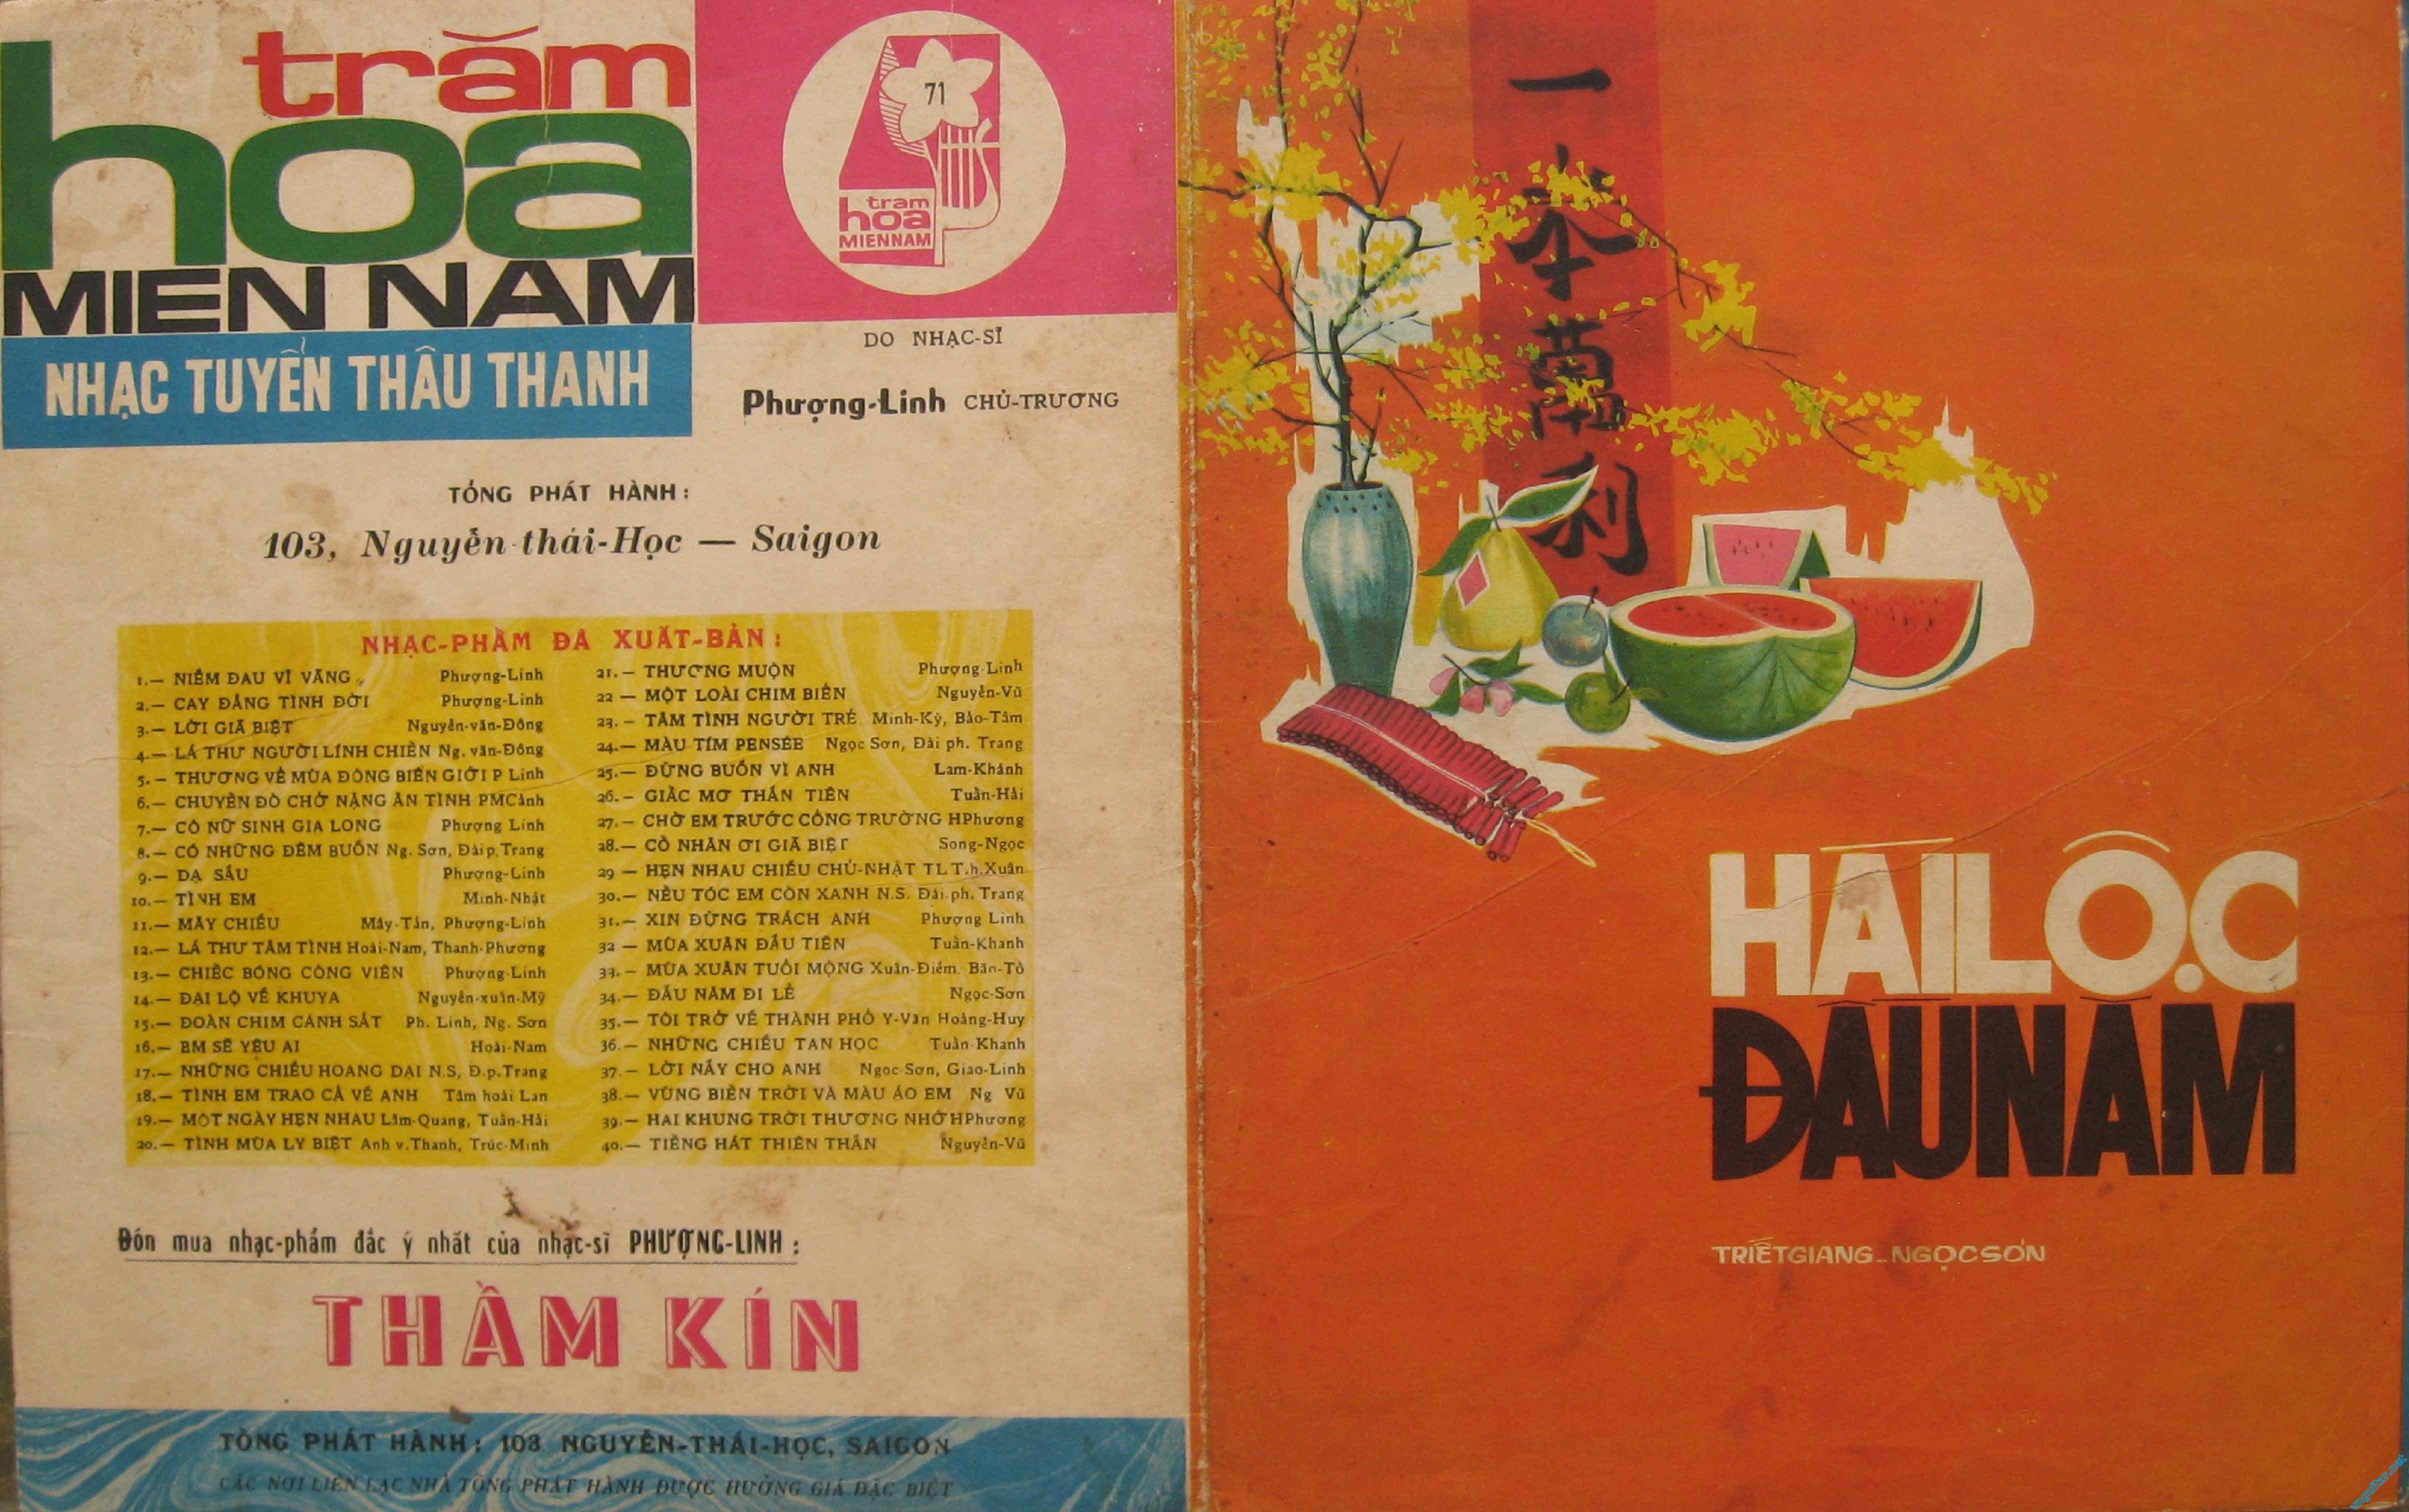 trăm
hoa
MIEN NAM
NHẠC TUYỂN THÂU THANH
71
tram
hoa
MIENNAM
DO NHẠC-SĨ
Phượng-Linh CHỦ-TRƯƠNG
TỔNG PHÁT HÀNH :
103, Nguyễn-thái-Học — Saigon
NHẠC-PHẨM ĐÃ XUẤT-BẢN :
1.— NIỀM ĐAU VĨ VÃNG Phượng-Linh
2.— CAY ĐẮNG TÌNH ĐỜI Phượng-Linh
3.— LỜI GIÃ BIỆT Nguyễn-văn-Đông
4.— LÁ THƯ NGƯỜI LÍNH CHIẾN Ng. văn-Đông
5.— THƯƠNG VỀ MÙA ĐÔNG BIÊN GIỚI P Linh
6.— CHUYẾN ĐÒ CHỞ NẶNG ÂN TÌNH PMCảnh
7.— CÔ NỮ SINH GIA LONG Phượng Linh
8.— CÓ NHỮNG ĐÊM BUỒN Ng. Sơn, Đàip.Trang
9.— DẠ SẦU Phượng-Linh
10.— TÌNH EM Minh-Nhật
11.— MÂY CHIỀU Mây-Tần, Phượng-Linh
12.— LÁ THƯ TÂM TÌNH Hoài-Nam, Thanh-Phương
13.— CHIẾC BÓNG CÔNG VIÊN Phượng-Linh
14.— ĐẠI LỘ VỀ KHUYA Nguyễn-xuân-Mỹ
15.— ĐOÀN CHIM CÁNH SẮT Ph. Linh, Ng. Sơn
16.— EM SẼ YÊU AI Hoài-Nam
17.— NHỮNG CHIỀU HOANG DẠI N.S, Đ.p.Trang
18.— TÌNH EM TRAO CẢ VỀ ANH Tâm hoài Lan
19.— MỘT NGÀY HẸN NHAU Lâm-Quang, Tuấn-Hải
20.— TÌNH MÙA LY BIỆT Anh v.Thanh, Trúc-Minh
21.— THƯƠNG MUỘN Phượng-Linh
22 — MỘT LOÀI CHIM BIỂN Nguyễn-Vũ
23. — TÂM TÌNH NGƯỜI TRẺ Minh-Kỳ, Bảo-Tâm
24.— MÀU TÍM PENSÉE Ngọc Sơn, Đài ph. Trang
25.— ĐỪNG BUỒN VÌ ANH Lam-Khánh
26.— GIẤC MƠ THẦN TIÊN Tuấn-Hải
27.— CHỜ EM TRƯỚC CỔNG TRƯỜNG HPhương
28.— CỐ NHÂN ƠI GIÃ BIỆT Song-Ngọc
29 — HẸN NHAU CHIỀU CHỦ-NHẬT TL T.h.Xuân
30.— NẾU TÓC EM CÒN XANH N.S. Đài.ph. Trang
31.— XIN ĐỪNG TRÁCH ANH Phượng Linh
32 — MÙA XUÂN ĐẦU TIÊN Tuấn-Khanh
33.— MÙA XUÂN TUỔI MỘNG Xuân-Điềm, Bãn-Tồ
34.— ĐẦU NĂM ĐI LỄ Ngọc-Sơn
35.— TÔI TRỞ VỀ THÀNH PHỐ Y-Vân Hoàng-Huy
36.— NHỮNG CHIỀU TAN HỌC Tuấn-Khanh
37.— LỜI NẦY CHO ANH Ngọc-Sơn, Giao-Linh
38.— VÙNG BIỂN TRỜI VÀ MÀU ÁO EM Ng Vũ
39.— HAI KHUNG TRỜI THƯƠNG NHỚ HPhương
40.— TIẾNG HÁT THIÊN THẦN Nguyễn-Vũ
Đón mua nhạc-phẩm đắc ý nhất của nhạc-sĩ PHƯỢNG-LINH :
THẦM KÍN
TỔNG PHÁT HÀNH : 103 NGUYỄN-THÁI-HỌC, SAIGON
CÁC NƠI LIÊN LẠC NHÀ TỔNG PHÁT HÀNH ĐƯỢC HƯỞNG GIÁ ĐẶC BIỆT
一
本
萬
利
HÁI LỘC
ĐẦU NĂM
TRIẾTGIANG_NGỌCSƠN